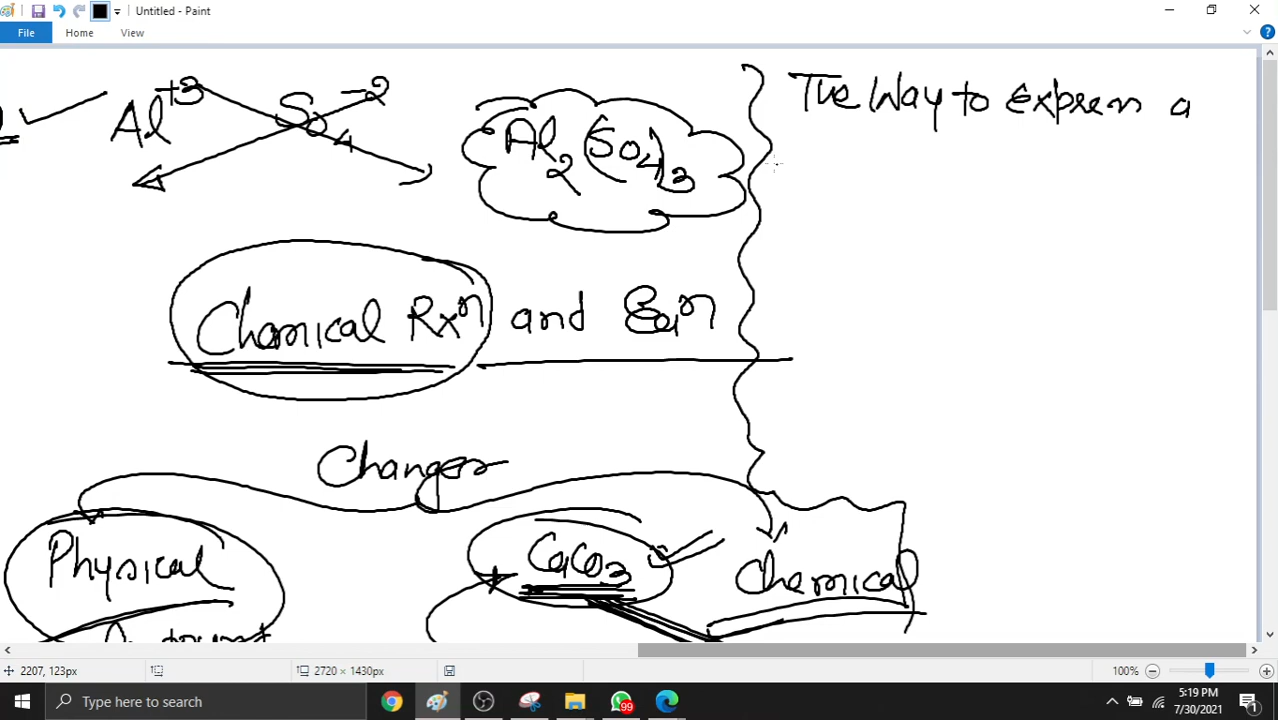 Untitled - Paint
File Home View
Al+3 SO4-2
Al2(SO4)3
The Way to express a
Chemical Rxn and Eqn
Changes
Physical
CaCO3
Chemical
2207, 123px
2720 × 1430px
100%
Type here to search
99
5:19 PM
7/30/2021
1